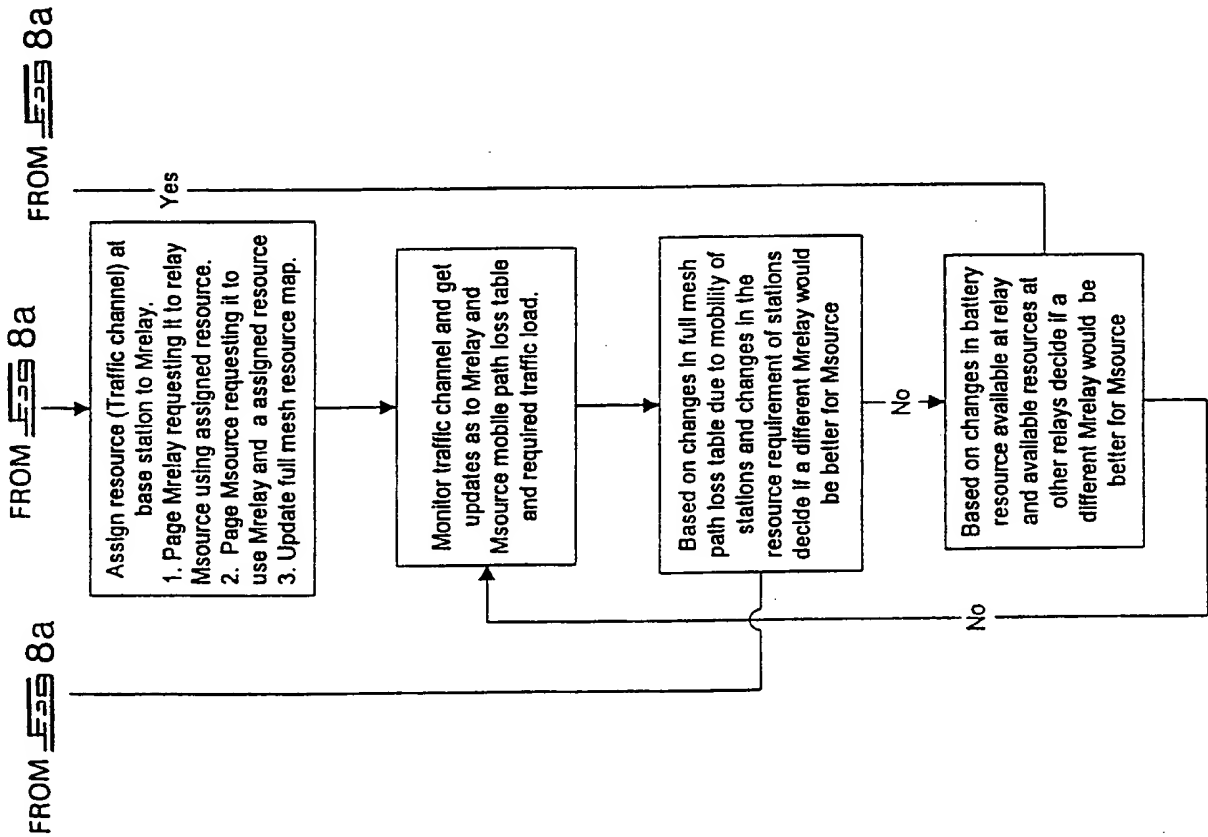 FROM Fig 8a
FROM Fig 8a
FROM Fig 8a
Assign resource (Traffic channel) at
base station to Mrelay.
1. Page Mrelay requesting it to relay
Msource using assigned resource.
2. Page Msource requesting it to
use Mrelay and a assigned resource
3. Update full mesh resource map.
Yes
Monitor traffic channel and get
updates as to Mrelay and
Msource mobile path loss table
and required traffic load.
Based on changes in full mesh
path loss table due to mobility of
stations and changes in the
resource requirement of stations
decide if a different Mrelay would
be better for Msource
No
Based on changes in battery
resource available at relay
and available resources at
other relays decide if a
different Mrelay would be
better for Msource
No